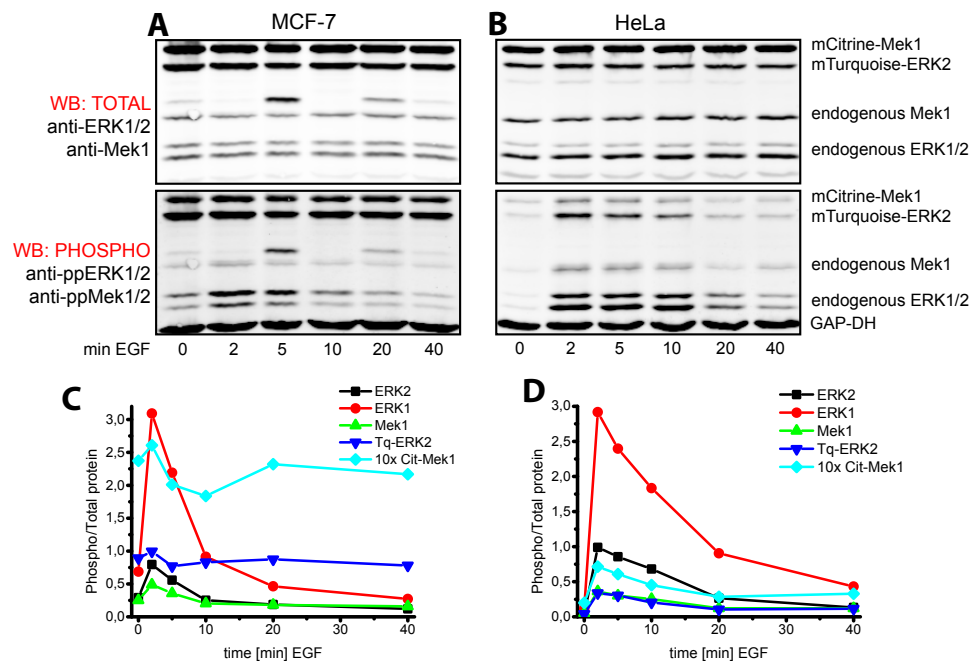 A MCF-7 B HeLa
mCitrine-Mek1
mTurquoise-ERK2
WB: TOTAL
anti-ERK1/2
anti-Mek1
endogenous Mek1
endogenous ERK1/2
mCitrine-Mek1
mTurquoise-ERK2
WB: PHOSPHO
anti-ppERK1/2
anti-ppMek1/2
endogenous Mek1
endogenous ERK1/2
GAP-DH
min EGF 0 2 5 10 20 40 0 2 5 10 20 40
C
ERK2
ERK1
Mek1
Tq-ERK2
10x Cit-Mek1
Phospho/Total protein
3,0
2,5
2,0
1,5
1,0
0,5
0,0
0 10 20 30 40
time [min] EGF
D
ERK2
ERK1
Mek1
Tq-ERK2
10x Cit-Mek1
Phospho/Total protein
3,0
2,5
2,0
1,5
1,0
0,5
0,0
0 10 20 30 40
time [min] EGF